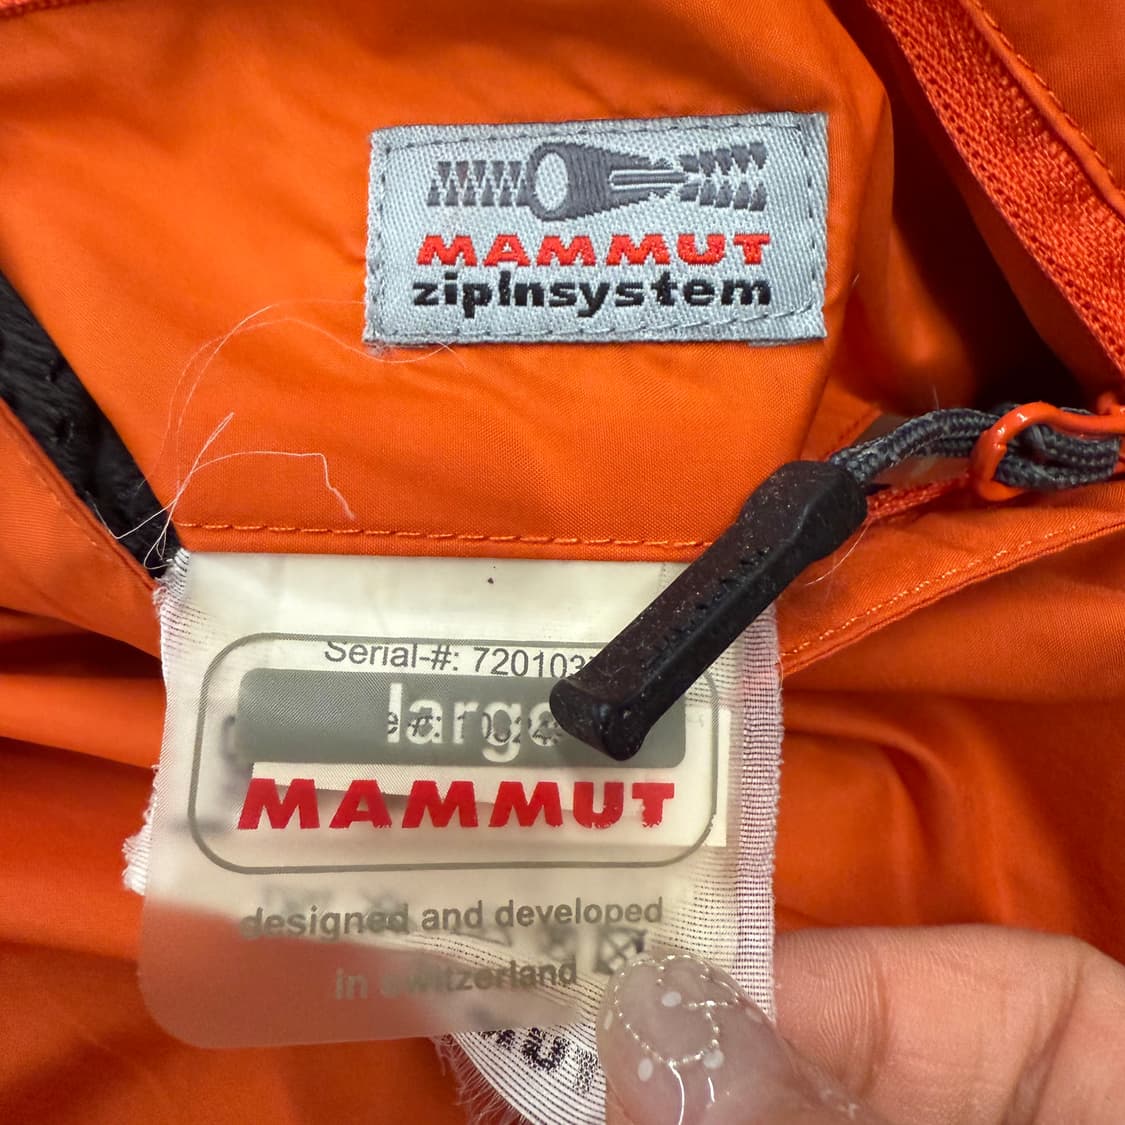 MAMMUT
zipInsystem
Serial-#: 720103
large
MAMMUT
designed and developed
in switzerland